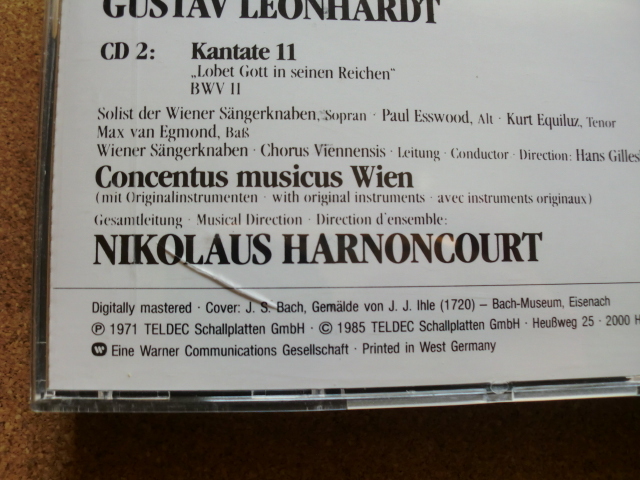 GUSTAV LEONHARDT
CD 2: Kantate 11
„Lobet Gott in seinen Reichen“
BWV 11
Solist der Wiener Sängerknaben, Sopran · Paul Esswood, Alt · Kurt Equiluz, Tenor
Max van Egmond, Baß
Wiener Sängerknaben · Chorus Viennensis · Leitung · Conductor · Direction: Hans Gilles
Concentus musicus Wien
(mit Originalinstrumenten · with original instruments · avec instruments originaux)
Gesamtleitung · Musical Direction · Direction d'ensemble:
NIKOLAUS HARNONCOURT
Digitally mastered · Cover: J. S. Bach, Gemälde von J. J. Ihle (1720) – Bach-Museum, Eisenach
℗ 1971 TELDEC Schallplatten GmbH · © 1985 TELDEC Schallplatten GmbH · Heußweg 25 · 2000 H
Eine Warner Communications Gesellschaft · Printed in West Germany